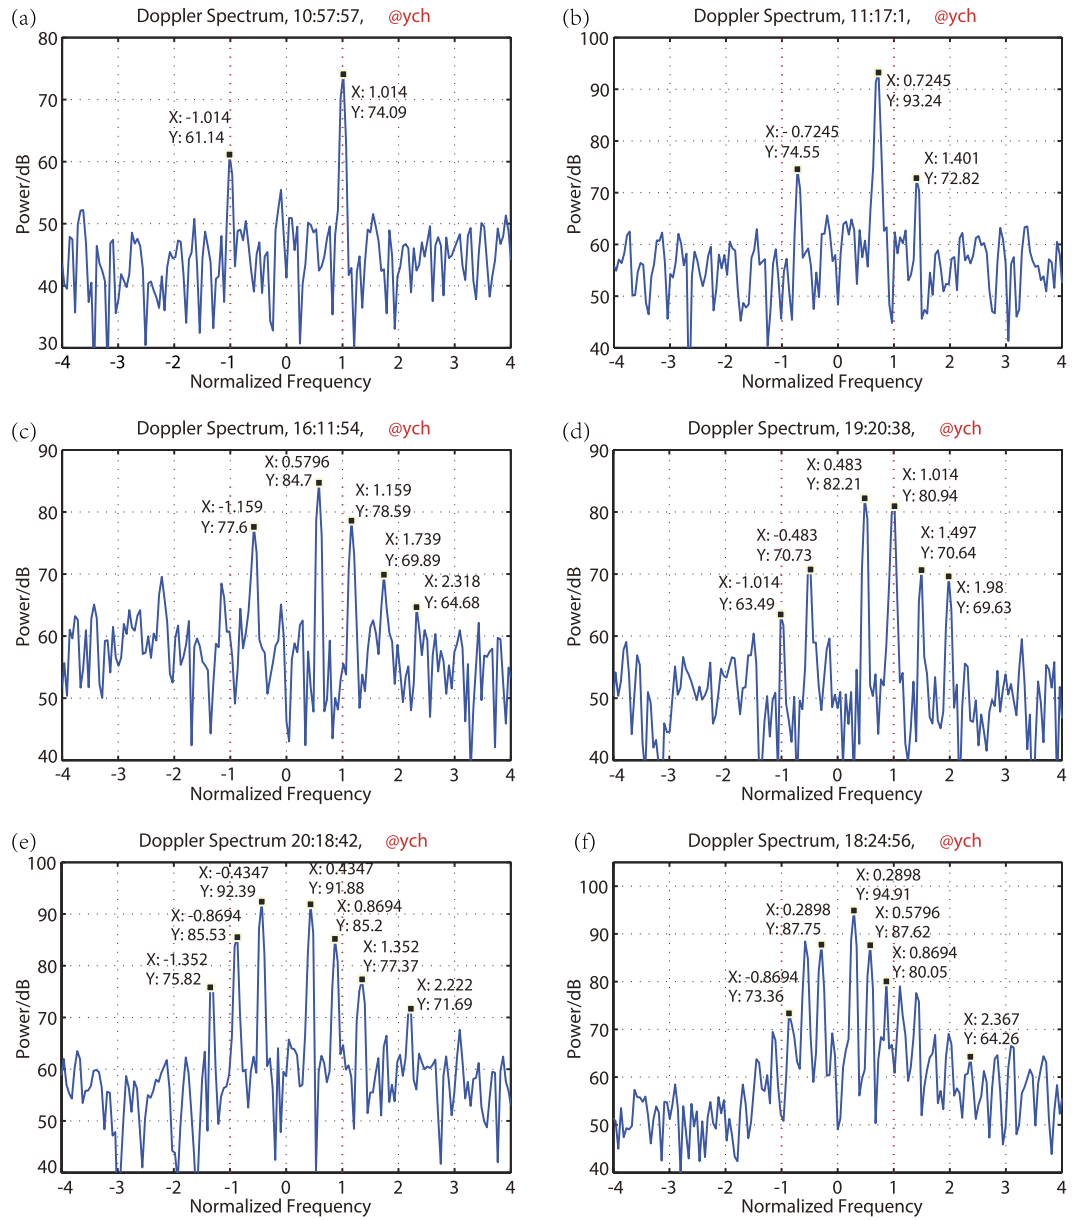 (a) Doppler Spectrum, 10:57:57, @ych
80
70
60
50
40
30
Power/dB
X: -1.014
Y: 61.14
X: 1.014
Y: 74.09
-4 -3 -2 -1 0 1 2 3 4
Normalized Frequency
(b) Doppler Spectrum, 11:17:1, @ych
100
90
80
70
60
50
40
Power/dB
X: - 0.7245
Y: 74.55
X: 0.7245
Y: 93.24
X: 1.401
Y: 72.82
-4 -3 -2 -1 0 1 2 3 4
Normalized Frequency
(c) Doppler Spectrum, 16:11:54, @ych
90
80
70
60
50
40
Power/dB
X: -1.159
Y: 77.6
X: 0.5796
Y: 84.7
X: 1.159
Y: 78.59
X: 1.739
Y: 69.89
X: 2.318
Y: 64.68
-4 -3 -2 -1 0 1 2 3 4
Normalized Frequency
(d) Doppler Spectrum, 19:20:38, @ych
90
80
70
60
50
40
Power/dB
X: -1.014
Y: 63.49
X: -0.483
Y: 70.73
X: 0.483
Y: 82.21
X: 1.014
Y: 80.94
X: 1.497
Y: 70.64
X: 1.98
Y: 69.63
-4 -3 -2 -1 0 1 2 3 4
Normalized Frequency
(e) Doppler Spectrum 20:18:42, @ych
100
90
80
70
60
50
40
Power/dB
X: -1.352
Y: 75.82
X: -0.8694
Y: 85.53
X: -0.4347
Y: 92.39
X: 0.4347
Y: 91.88
X: 0.8694
Y: 85.2
X: 1.352
Y: 77.37
X: 2.222
Y: 71.69
-4 -3 -2 -1 0 1 2 3 4
Normalized Frequency
(f) Doppler Spectrum, 18:24:56, @ych
100
90
80
70
60
50
40
Power/dB
X: -0.8694
Y: 73.36
X: 0.2898
Y: 87.75
X: 0.2898
Y: 94.91
X: 0.5796
Y: 87.62
X: 0.8694
Y: 80.05
X: 2.367
Y: 64.26
-4 -3 -2 -1 0 1 2 3 4
Normalized Frequency